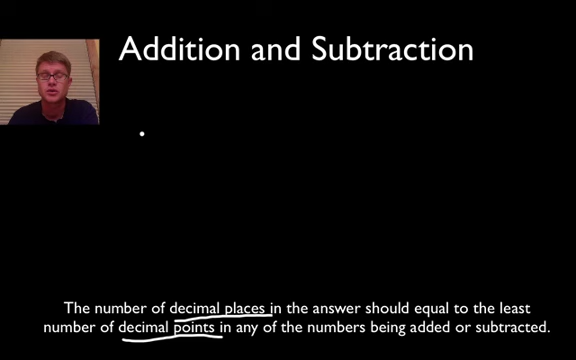 Addition and Subtraction
The number of decimal places in the answer should equal to the least
number of decimal points in any of the numbers being added or subtracted.